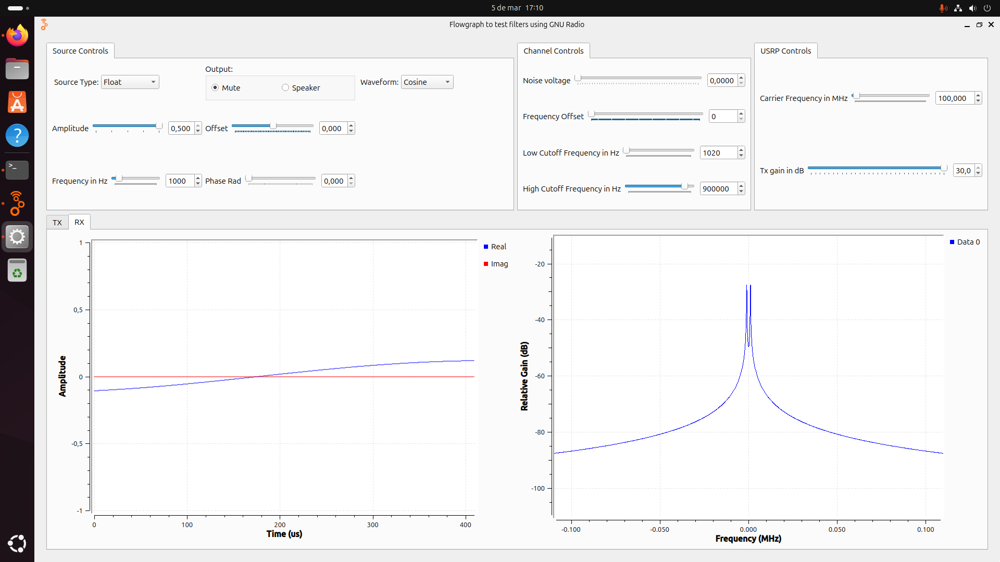 5 de mar 17:10
Flowgraph to test filters using GNU Radio
Source Controls
Source Type: Float
Output:
Mute
Speaker
Waveform: Cosine
Amplitude 0,500
Offset 0,000
Frequency in Hz 1000
Phase Rad 0,000
Channel Controls
Noise voltage 0,0000
Frequency Offset 0
Low Cutoff Frequency in Hz 1020
High Cutoff Frequency in Hz 900000
USRP Controls
Carrier Frequency in MHz 100,000
Tx gain in dB 30,0
TX RX
1
0,5
0
-0,5
-1
Amplitude
0 100 200 300 400
Time (us)
Real
Imag
-20
-40
-60
-80
-100
Relative Gain (dB)
-0.100 -0.050 0.000 0.050 0.100
Frequency (MHz)
Data 0
>_
?